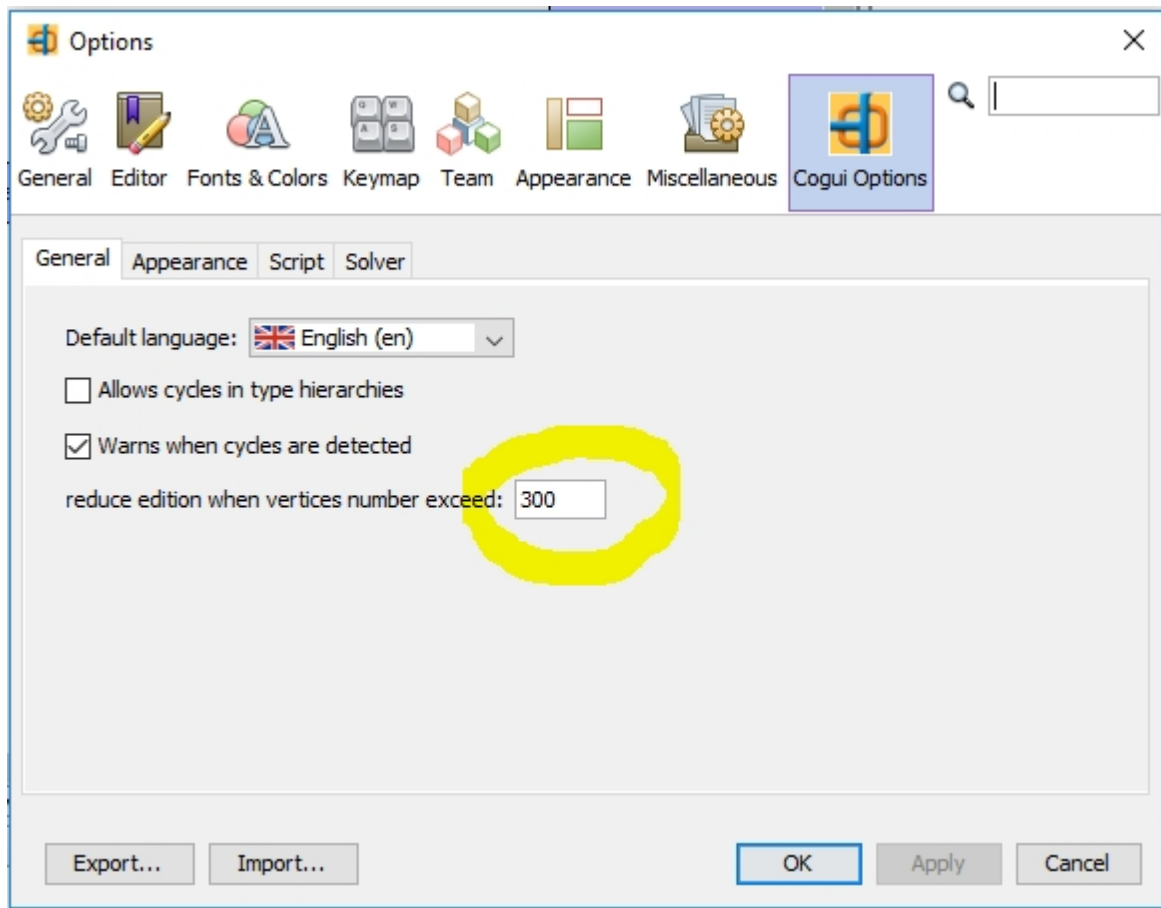 Options
General Editor Fonts & Colors Keymap Team Appearance Miscellaneous Cogui Options
General Appearance Script Solver
Default language: English (en)
Allows cycles in type hierarchies
Warns when cycles are detected
reduce edition when vertices number exceed: 300
Export... Import... OK Apply Cancel